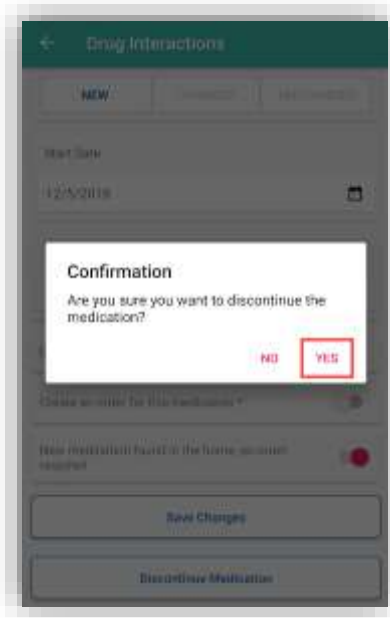 Drug Interactions
NEW
Start Date
12/5/2018
Confirmation
Are you sure you want to discontinue the
medication?
NO YES
Create an order for this medication *
New medication found in the home, no order
required
Save Changes
Discontinue Medication